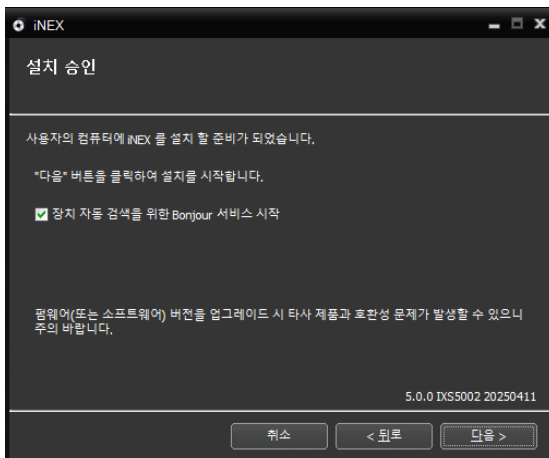 iNEX
설치 승인
사용자의 컴퓨터에 iNEX 를 설치 할 준비가 되었습니다.
"다음" 버튼을 클릭하여 설치를 시작합니다.
장치 자동 검색을 위한 Bonjour 서비스 시작
펌웨어(또는 소프트웨어) 버전을 업그레이드 시 타사 제품과 호환성 문제가 발생할 수 있으니
주의 바랍니다.
5.0.0 IXS5002 20250411
취소 < 뒤로 다음 >